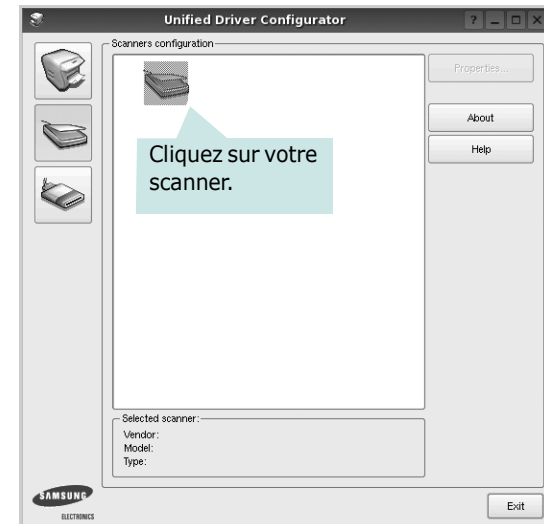 Unified Driver Configurator
Scanners configuration
Properties...
Cliquez sur votre
scanner.
About
Help
Selected scanner:
Vendor:
Model:
Type:
SAMSUNG
ELECTRONICS
Exit